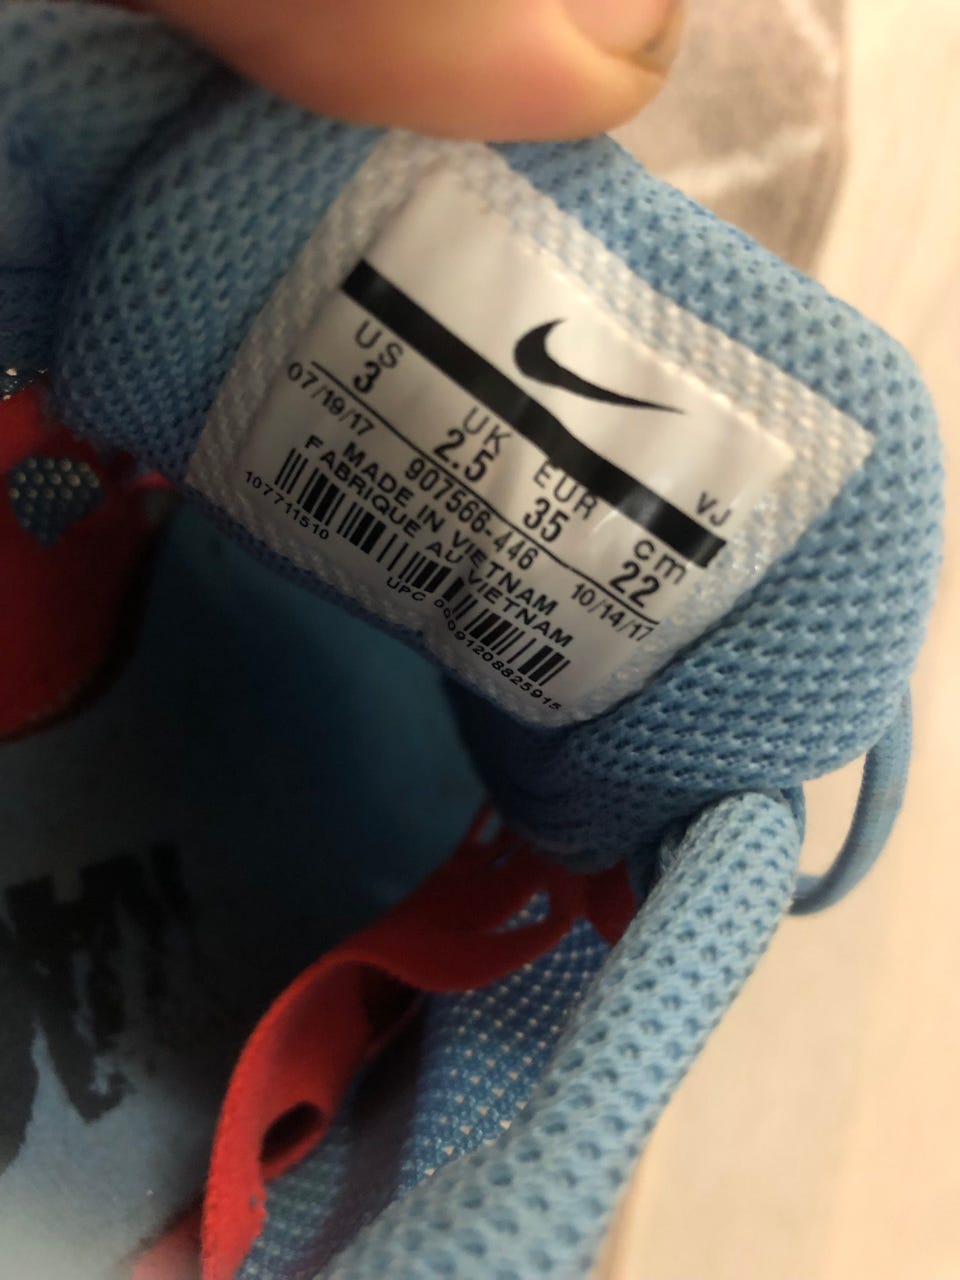 VJ
US UK EUR cm
3 2.5 35 22
07/19/17 907566-446 10/14/17
MADE IN VIETNAM
FABRIQUE AU VIETNAM
107711510
UPC 00091208825915